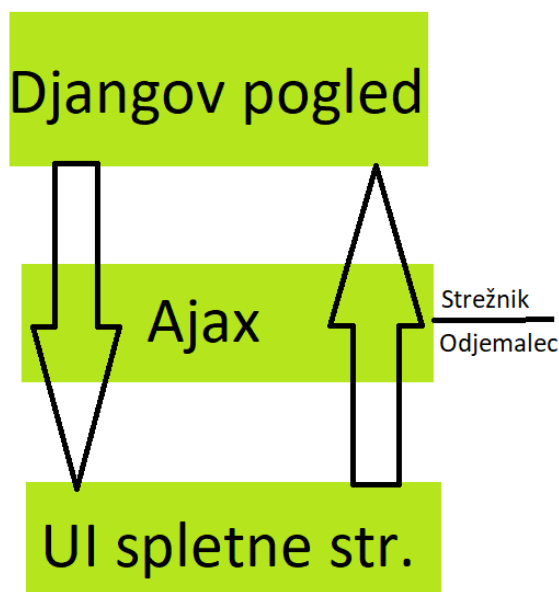 Djangov pogled
Ajax
Strežnik
Odjemalec
UI spletne str.